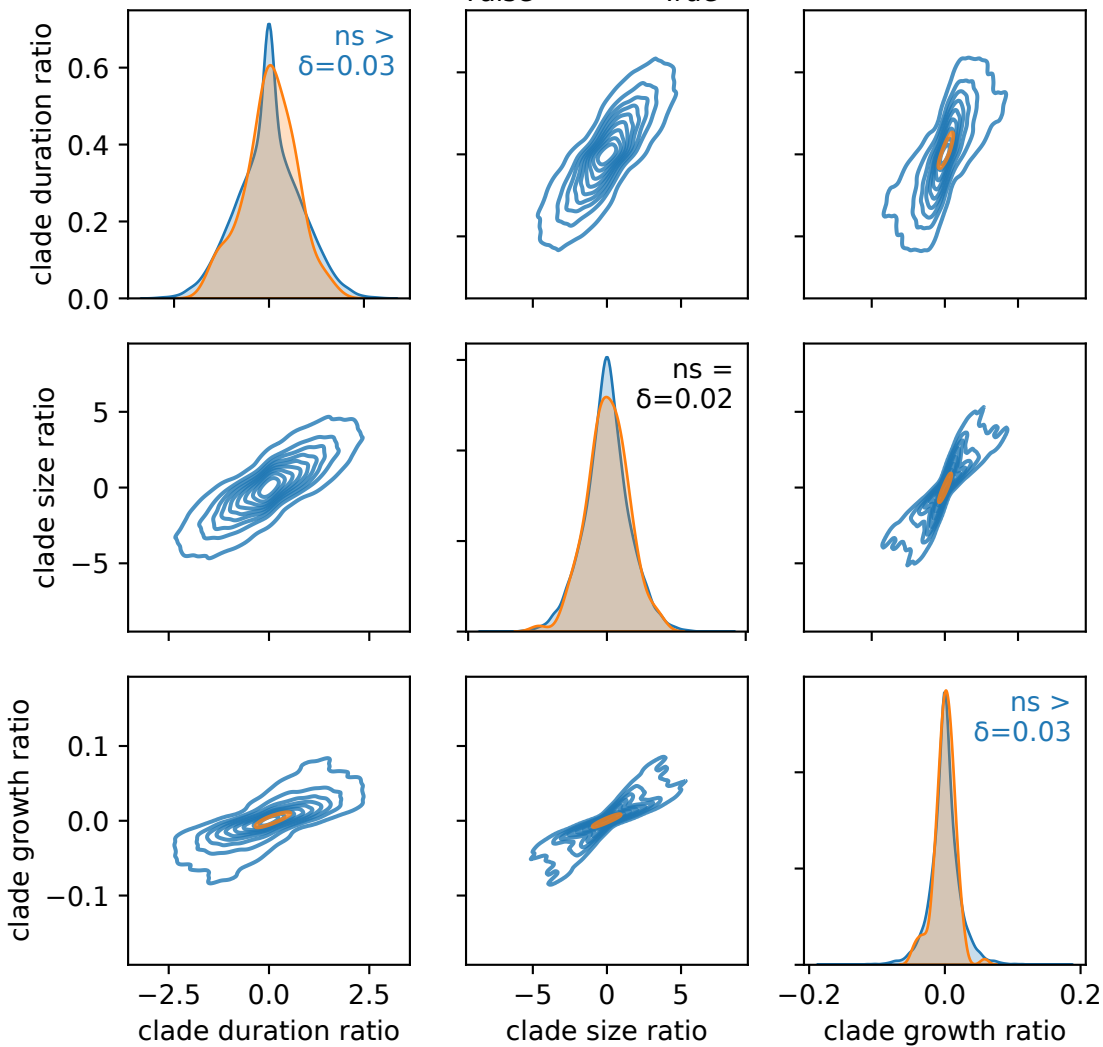 clade duration ratio
0.6
0.4
0.2
0.0
ns >
δ=0.03
clade size ratio
5
0
−5
ns =
δ=0.02
clade growth ratio
0.1
0.0
−0.1
ns >
δ=0.03
−2.5 0.0 2.5
−5 0 5
−0.2 0.0 0.2
clade duration ratio
clade size ratio
clade growth ratio